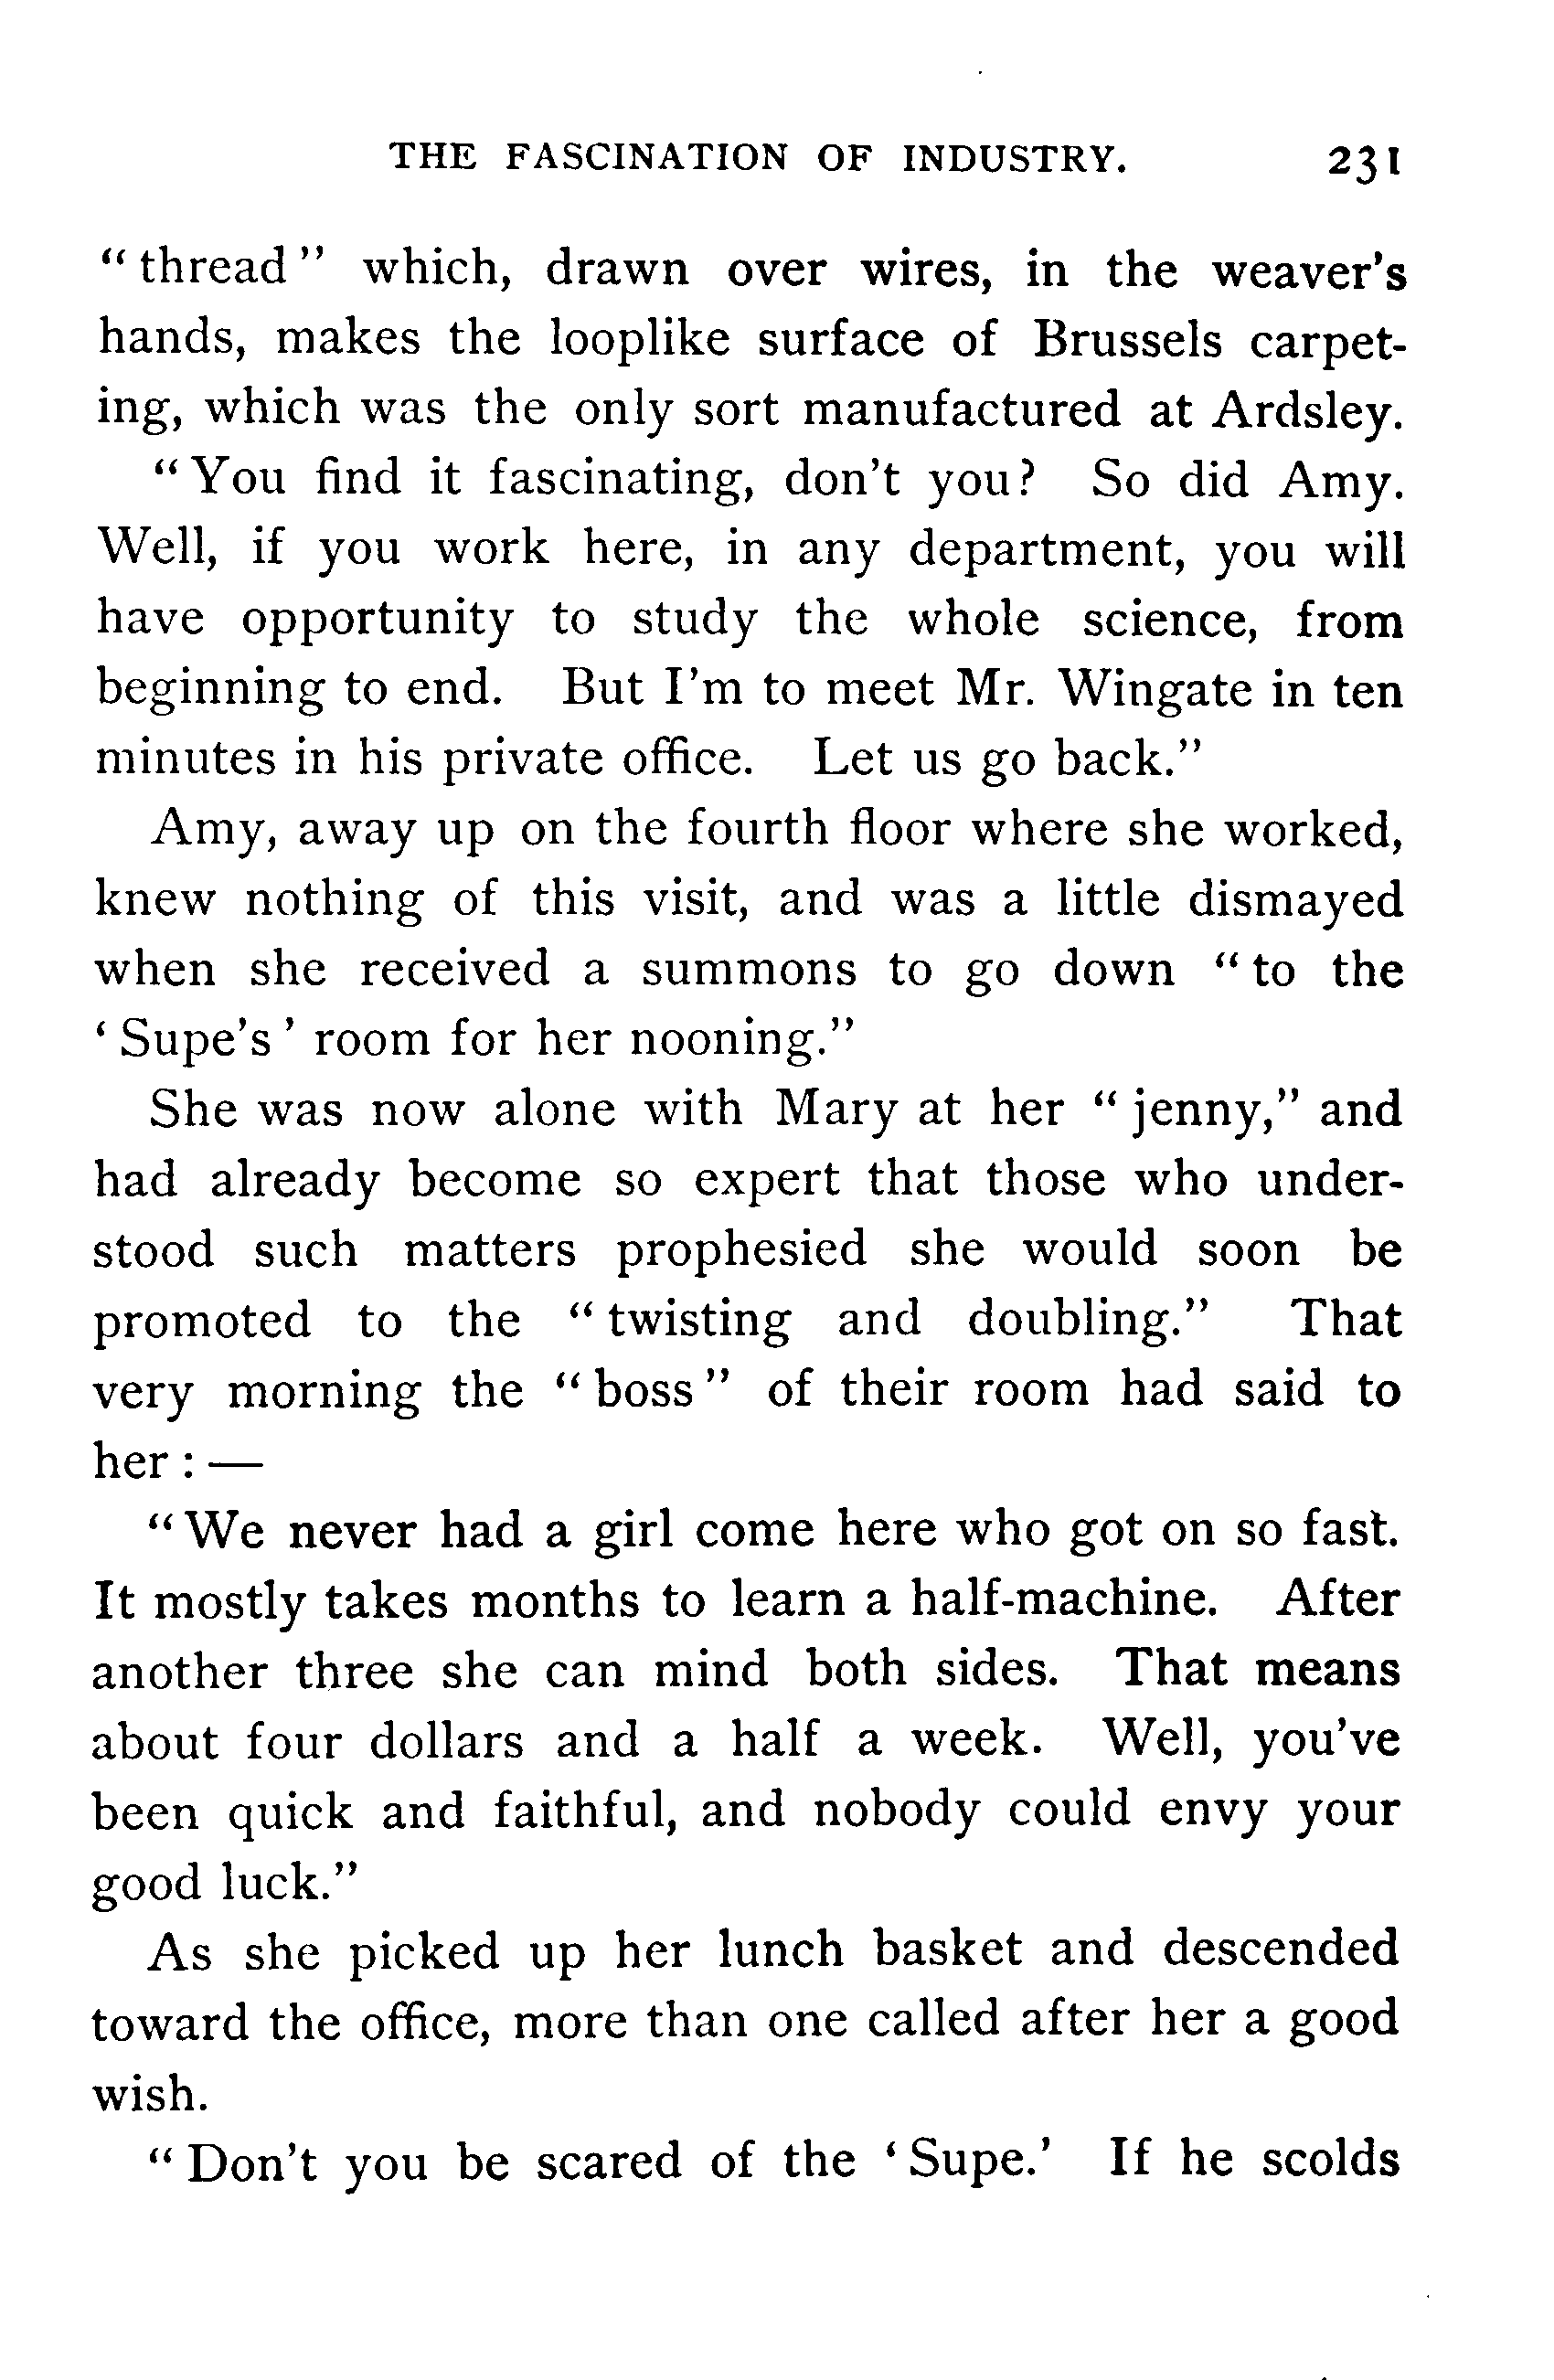 THE FASCINATION OF INDUSTRY. 231
"thread" which, drawn over wires, in the weaver's
hands, makes the looplike surface of Brussels carpet-
ing, which was the only sort manufactured at Ardsley.
"You find it fascinating, don't you? So did Amy.
Well, if you work here, in any department, you will
have opportunity to study the whole science, from
beginning to end. But I'm to meet Mr. Wingate in ten
minutes in his private office. Let us go back."
Amy, away up on the fourth floor where she worked,
knew nothing of this visit, and was a little dismayed
when she received a summons to go down "to the
'Supe's' room for her nooning."
She was now alone with Mary at her "jenny," and
had already become so expert that those who under-
stood such matters prophesied she would soon be
promoted to the "twisting and doubling." That
very morning the "boss" of their room had said to
her: —
"We never had a girl come here who got on so fast.
It mostly takes months to learn a half-machine. After
another three she can mind both sides. That means
about four dollars and a half a week. Well, you've
been quick and faithful, and nobody could envy your
good luck."
As she picked up her lunch basket and descended
toward the office, more than one called after her a good
wish.
"Don't you be scared of the 'Supe.' If he scolds